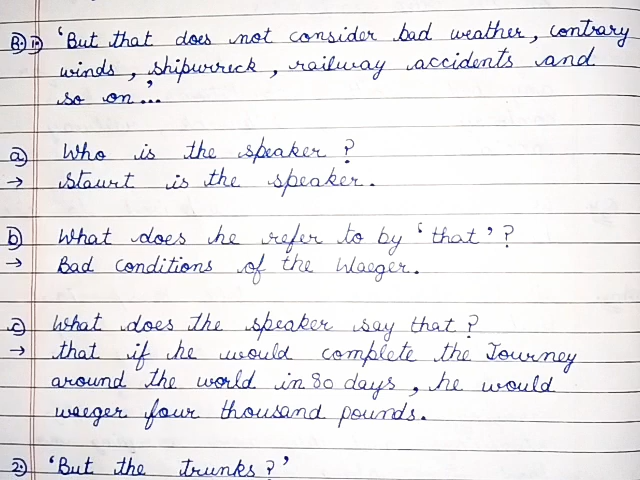 B. 1. 'But that does not consider bad weather, contrary
winds, shipwrreck, railway accidents and
so on...'
a) Who is the speaker?
→ Staurt is the speaker.
b) What does he refer to by 'that'?
→ Bad conditions of the Waeger.
c) What does the speaker say that?
→ that if he would complete the Journey
around the world in 80 days, he would
waeger four thousand pounds.
2. 'But the trunks?'